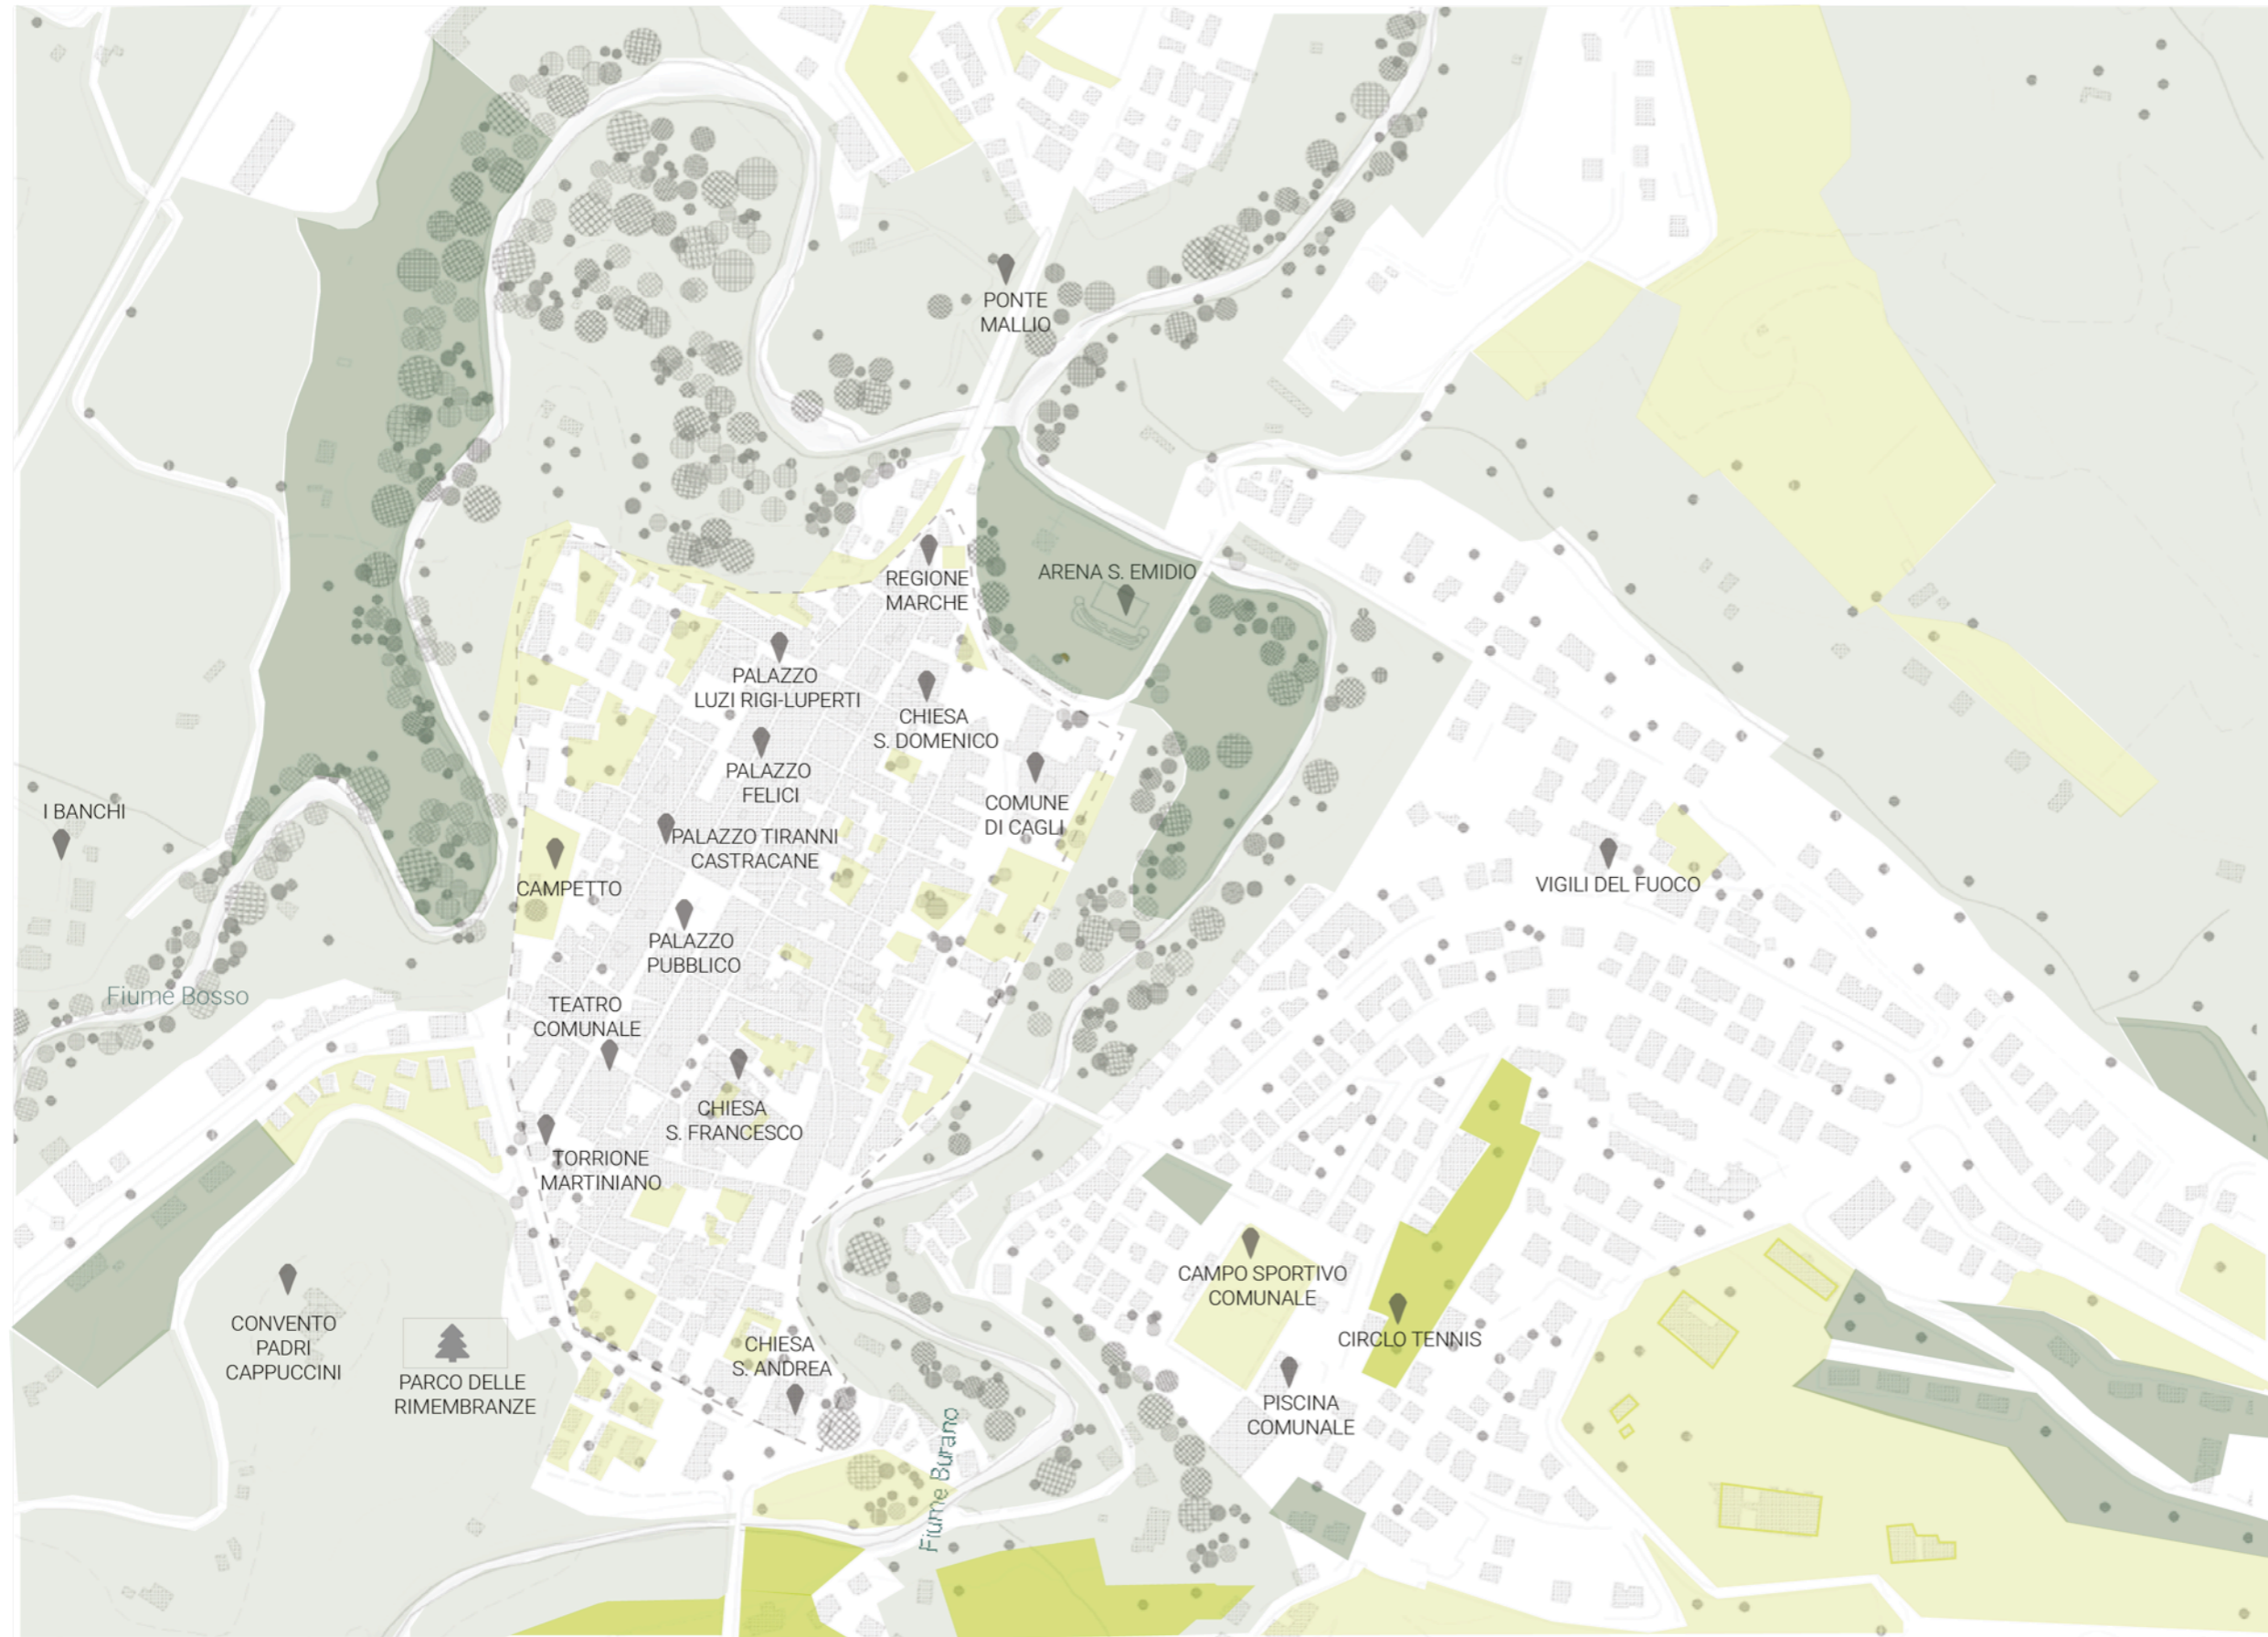 PONTE
MALLIO
REGIONE
MARCHE
ARENA S. EMIDIO
PALAZZO
LUZI RIGI-LUPERTI
CHIESA
S. DOMENICO
PALAZZO
FELICI
COMUNE
DI CAGLI
I BANCHI
PALAZZO TIRANNI
CASTRACANE
CAMPETTO
VIGILI DEL FUOCO
PALAZZO
PUBBLICO
Fiume Bosso
TEATRO
COMUNALE
CHIESA
S. FRANCESCO
TORRIONE
MARTINIANO
CAMPO SPORTIVO
COMUNALE
CONVENTO
PADRI
CAPPUCCINI
CIRCLO TENNIS
CHIESA
S. ANDREA
PARCO DELLE
RIMEMBRANZE
PISCINA
COMUNALE
Fiume Burano